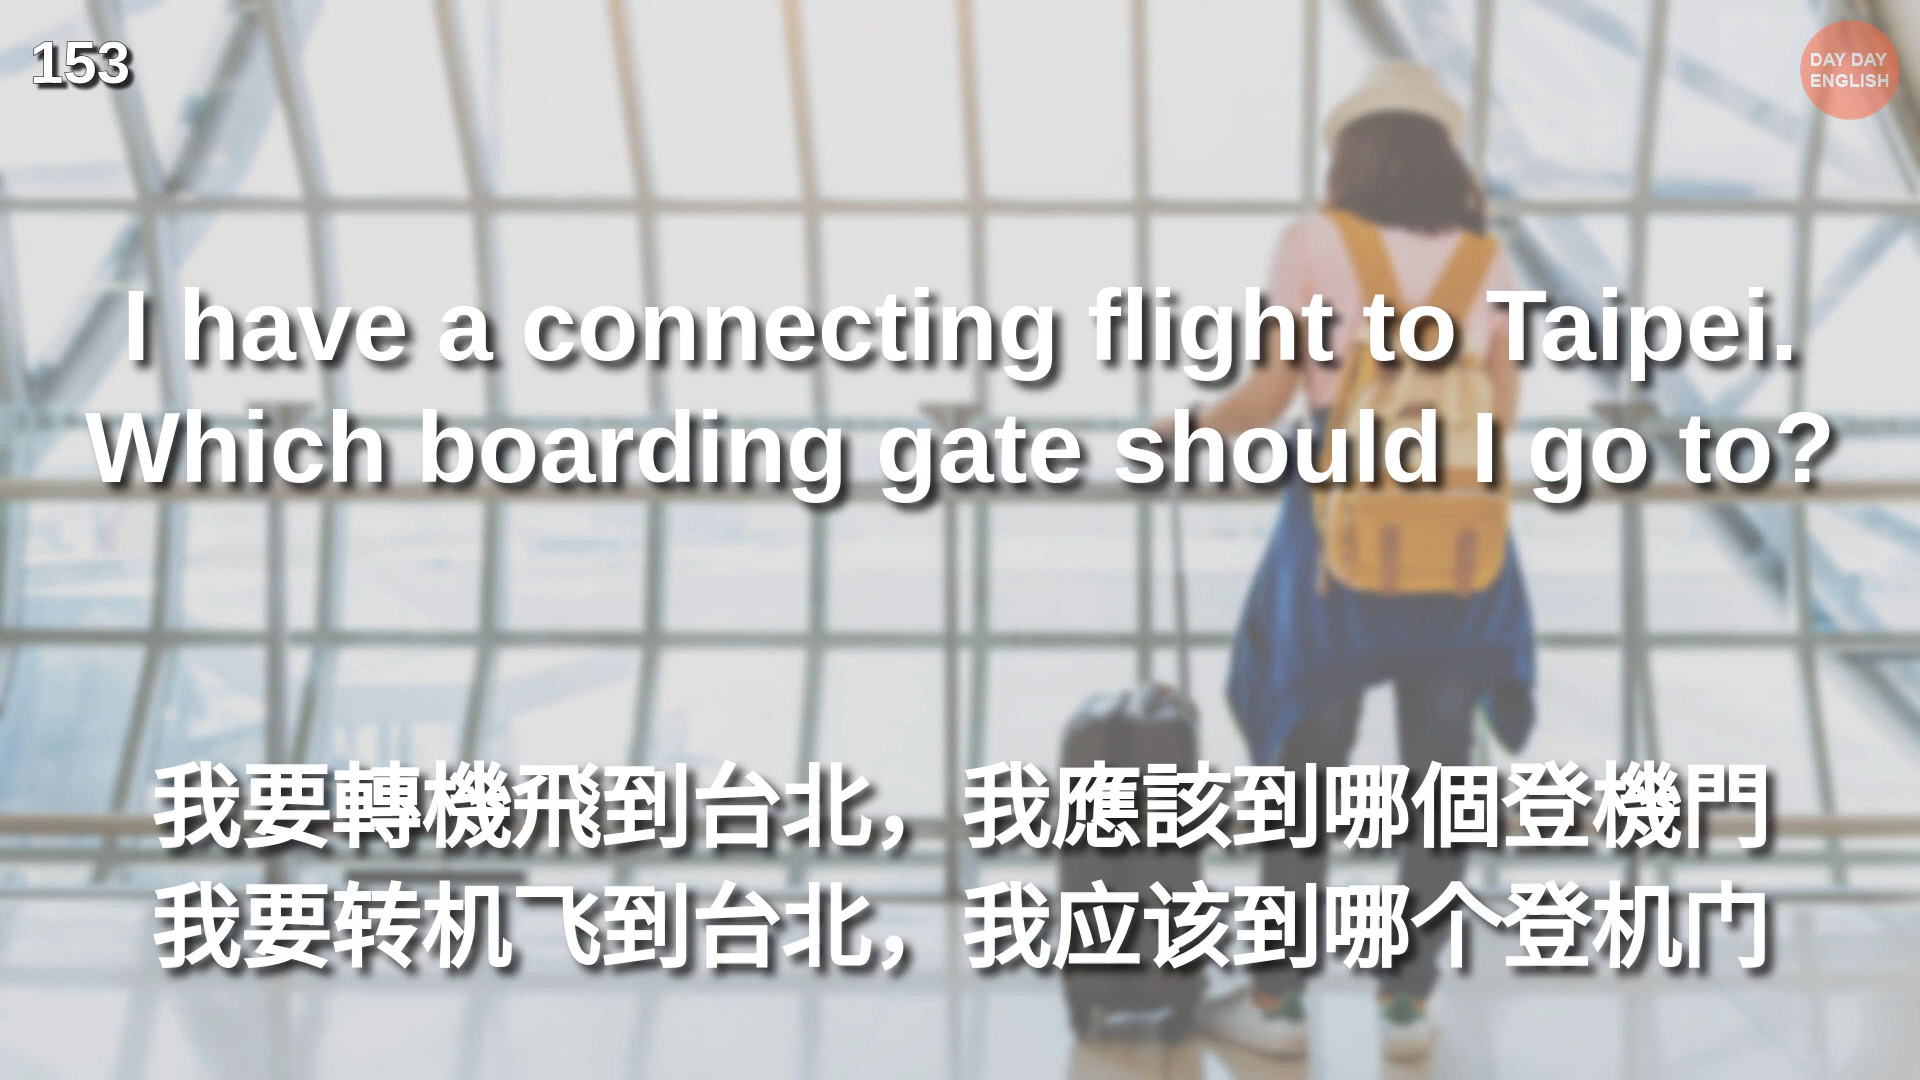 153
DAY DAY
ENGLISH
I have a connecting flight to Taipei.
Which boarding gate should I go to?
我要轉機飛到台北，我應該到哪個登機門
我要转机飞到台北，我应该到哪个登机门